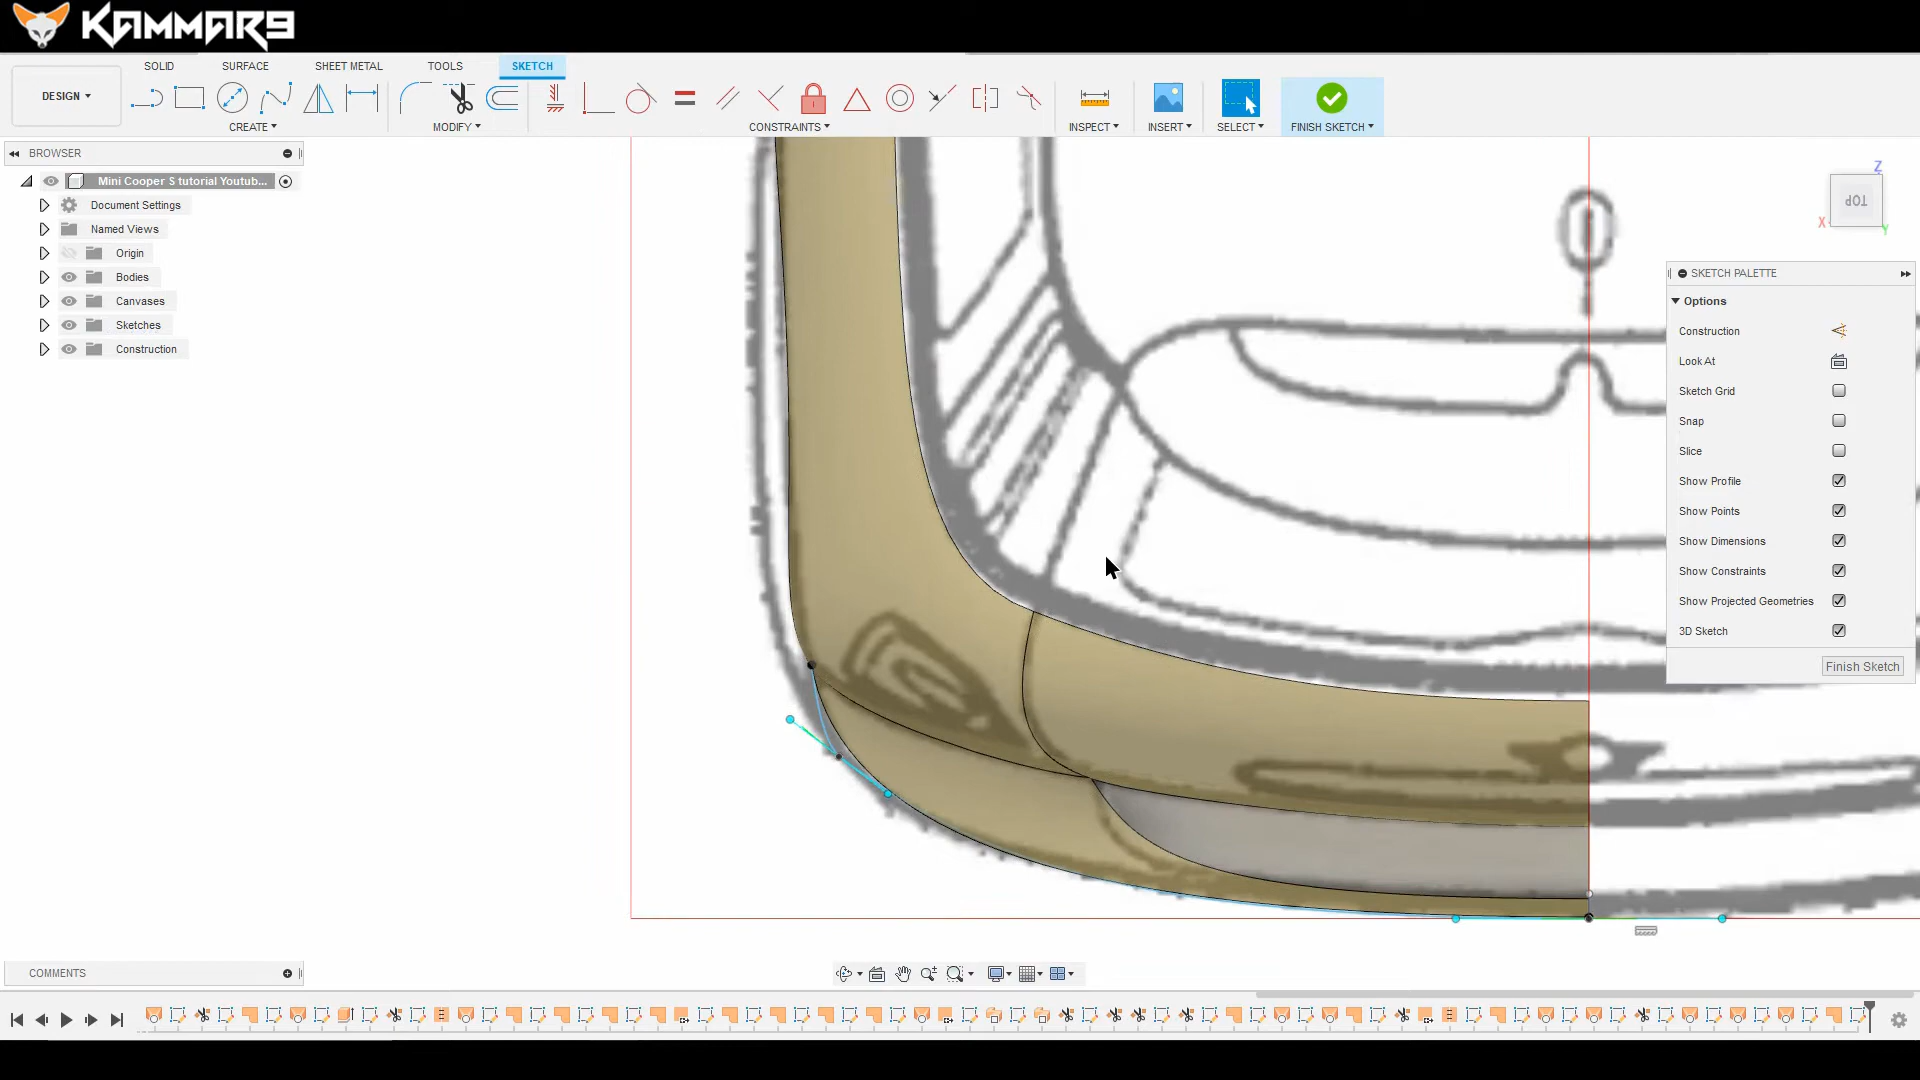 KAMMAR9
SOLID
SURFACE
SHEET METAL
TOOLS
SKETCH
DESIGN
CREATE
MODIFY
CONSTRAINTS
INSPECT
INSERT
SELECT
FINISH SKETCH
BROWSER
Mini Cooper S tutorial Youtub...
Document Settings
Named Views
Origin
Bodies
Canvases
Sketches
Construction
Z
TOP
X
Y
SKETCH PALETTE
Options
Construction
Look At
Sketch Grid
Snap
Slice
Show Profile
Show Points
Show Dimensions
Show Constraints
Show Projected Geometries
3D Sketch
Finish Sketch
COMMENTS